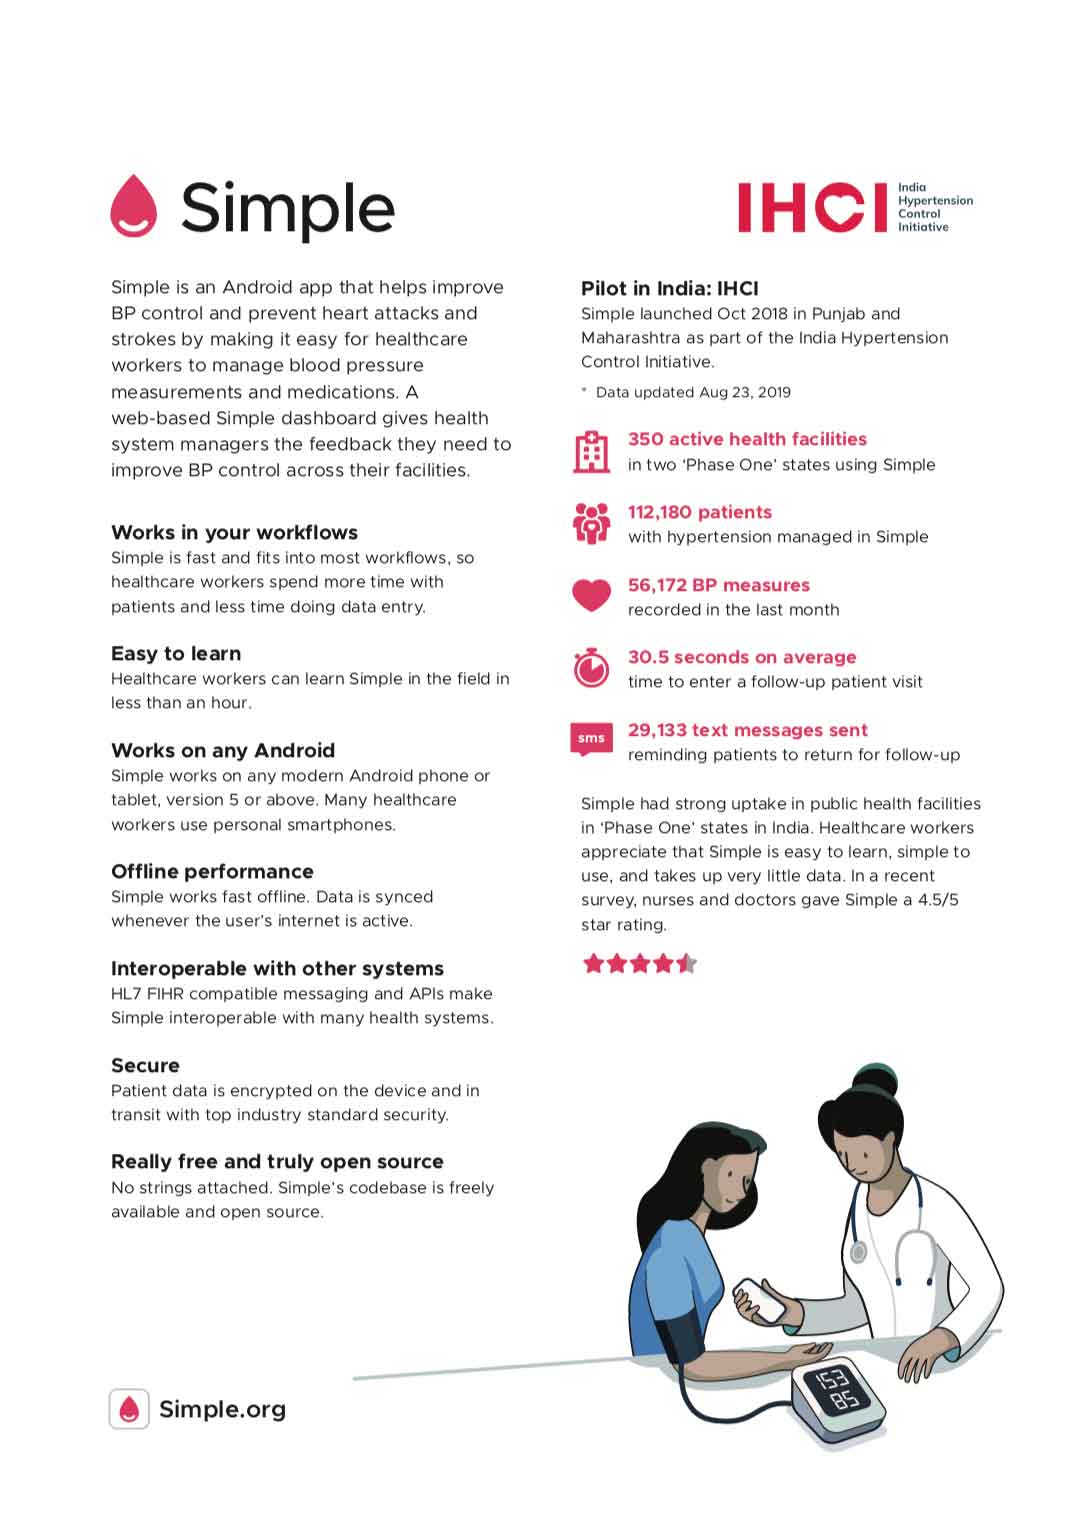 Simple
IHCI
India
Hypertension
Control
Initiative
Simple is an Android app that helps improve
BP control and prevent heart attacks and
strokes by making it easy for healthcare
workers to manage blood pressure
measurements and medications. A
web-based Simple dashboard gives health
system managers the feedback they need to
improve BP control across their facilities.
Works in your workflows
Simple is fast and fits into most workflows, so
healthcare workers spend more time with
patients and less time doing data entry.
Easy to learn
Healthcare workers can learn Simple in the field in
less than an hour.
Works on any Android
Simple works on any modern Android phone or
tablet, version 5 or above. Many healthcare
workers use personal smartphones.
Offline performance
Simple works fast offline. Data is synced
whenever the user's internet is active.
Interoperable with other systems
HL7 FIHR compatible messaging and APIs make
Simple interoperable with many health systems.
Secure
Patient data is encrypted on the device and in
transit with top industry standard security.
Really free and truly open source
No strings attached. Simple's codebase is freely
available and open source.
Simple.org
Pilot in India: IHCI
Simple launched Oct 2018 in Punjab and
Maharashtra as part of the India Hypertension
Control Initiative.
* Data updated Aug 23, 2019
350 active health facilities
in two ‘Phase One’ states using Simple
112,180 patients
with hypertension managed in Simple
56,172 BP measures
recorded in the last month
30.5 seconds on average
time to enter a follow-up patient visit
sms
29,133 text messages sent
reminding patients to return for follow-up
Simple had strong uptake in public health facilities
in ‘Phase One’ states in India. Healthcare workers
appreciate that Simple is easy to learn, simple to
use, and takes up very little data. In a recent
survey, nurses and doctors gave Simple a 4.5/5
star rating.
153
85